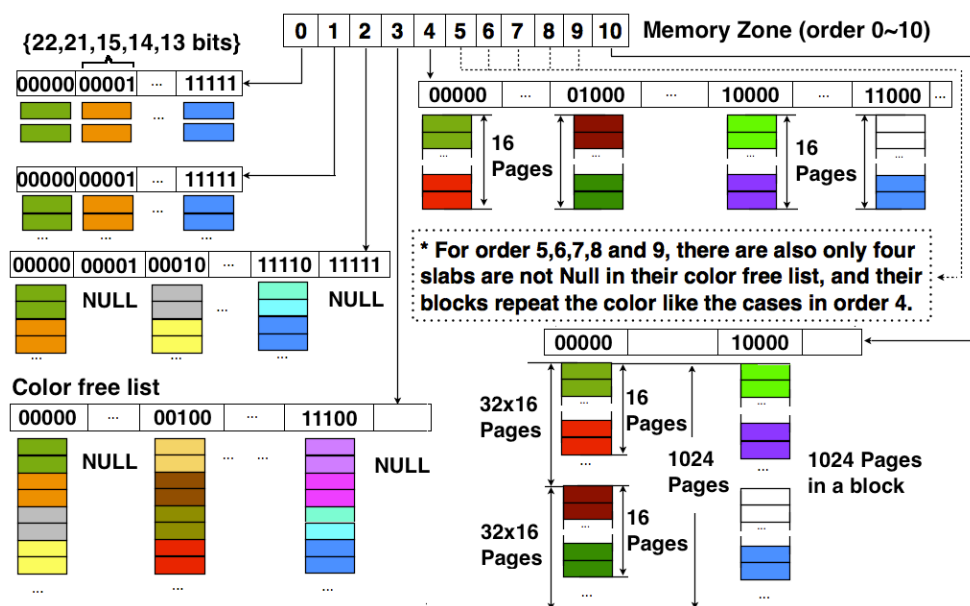 0 1 2 3 4 5 6 7 8 9 10 Memory Zone (order 0~10)
{22,21,15,14,13 bits}
00000 00001 ... 11111
...
00000 00001 ... 11111
...
... ... ...
00000 00001 00010 ... 11110 11111
NULL ... NULL
... ... ...
Color free list
00000 ... 00100 ... 11100
NULL ... ... NULL
... ... ...
00000 ... 01000 ... 10000 ... 11000 ...
16
Pages
16
Pages
... ... ... ...
* For order 5,6,7,8 and 9, there are also only four
slabs are not Null in their color free list, and their
blocks repeat the color like the cases in order 4.
00000 10000
32x16
Pages
16
Pages
... ...
... ...
1024
Pages
1024 Pages
in a block
32x16
Pages
16
Pages
... ...
... ...